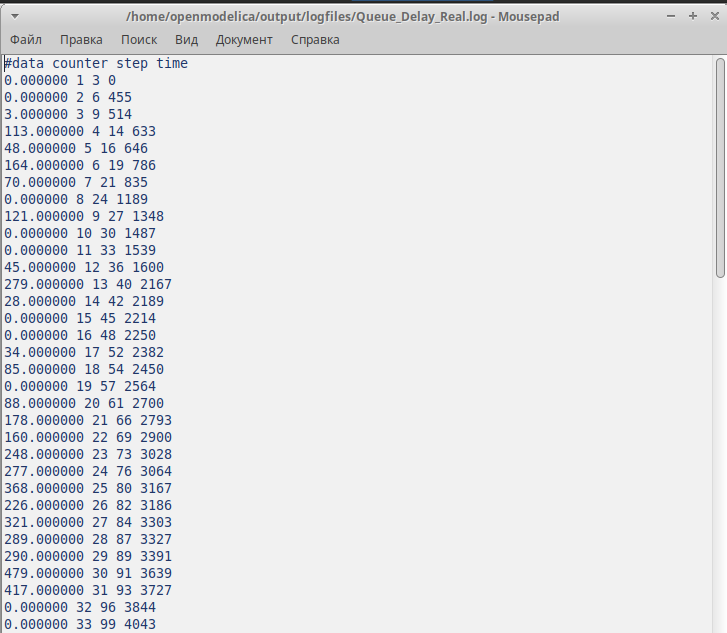 /home/openmodelica/output/logfiles/Queue_Delay_Real.log - Mousepad
Файл Правка Поиск Вид Документ Справка
#data counter step time
0.000000 1 3 0
0.000000 2 6 455
3.000000 3 9 514
113.000000 4 14 633
48.000000 5 16 646
164.000000 6 19 786
70.000000 7 21 835
0.000000 8 24 1189
121.000000 9 27 1348
0.000000 10 30 1487
0.000000 11 33 1539
45.000000 12 36 1600
279.000000 13 40 2167
28.000000 14 42 2189
0.000000 15 45 2214
0.000000 16 48 2250
34.000000 17 52 2382
85.000000 18 54 2450
0.000000 19 57 2564
88.000000 20 61 2700
178.000000 21 66 2793
160.000000 22 69 2900
248.000000 23 73 3028
277.000000 24 76 3064
368.000000 25 80 3167
226.000000 26 82 3186
321.000000 27 84 3303
289.000000 28 87 3327
290.000000 29 89 3391
479.000000 30 91 3639
417.000000 31 93 3727
0.000000 32 96 3844
0.000000 33 99 4043